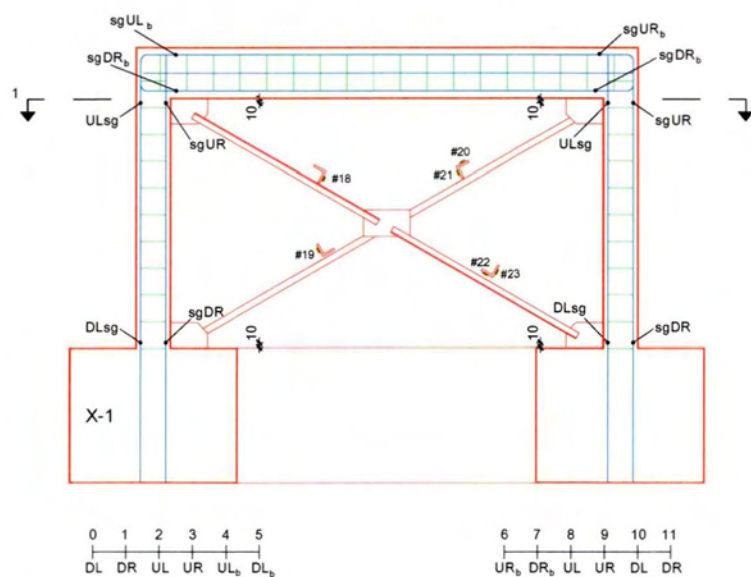 sgUL_b
sgUR_b
sgDR_b
sgDR_b
1
ULsg
sgUR
10
10
ULsg
sgUR
#18
#20
#21
#19
#22
#23
DLsg
sgDR
10
10
DLsg
sgDR
X-1
0 1 2 3 4 5
DL DR UL UR UL_b DL_b
6 7 8 9 10 11
UR_b DR_b UL UR DL DR